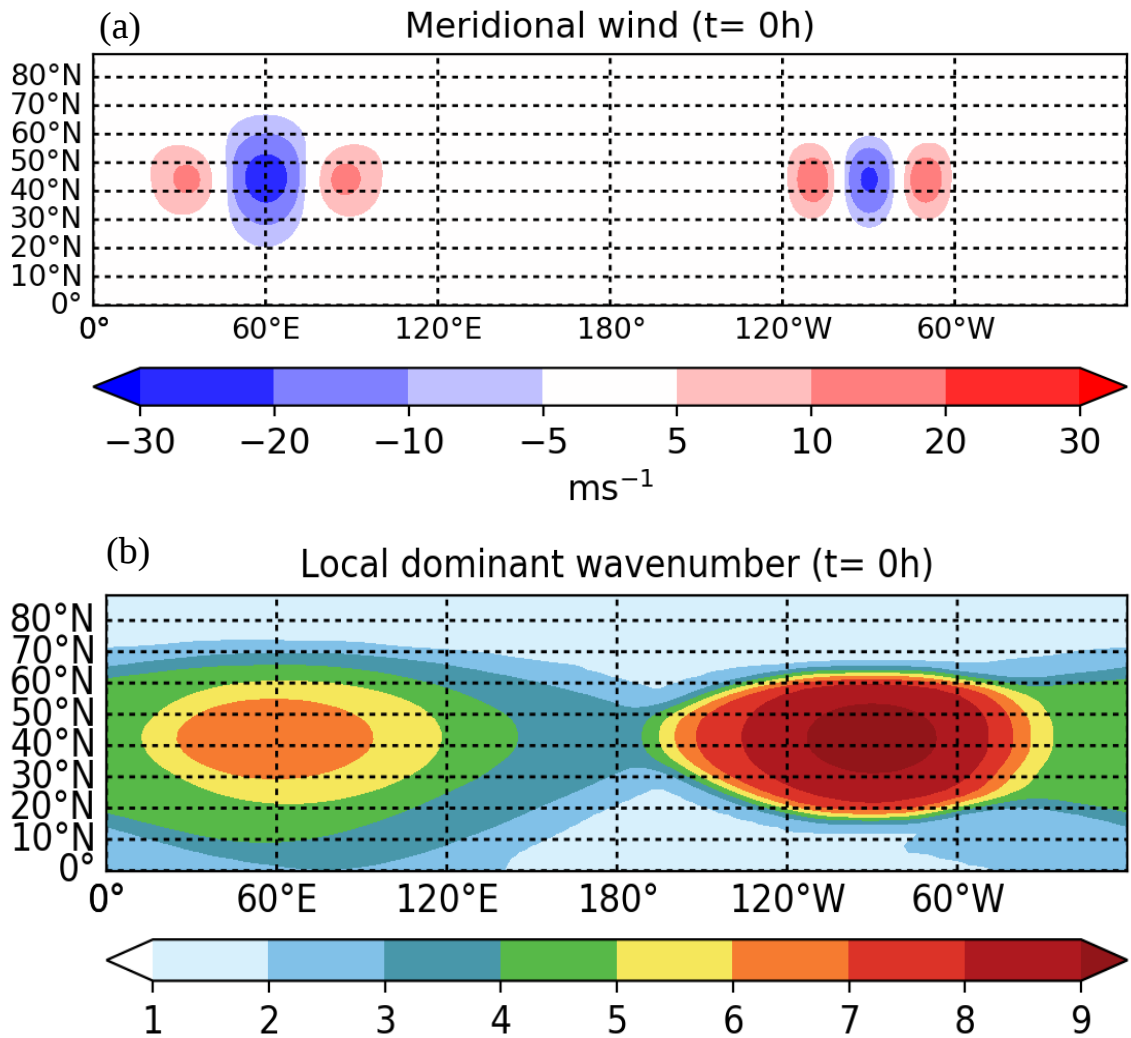 (a) Meridional wind (t= 0h)
80°N
70°N
60°N
50°N
40°N
30°N
20°N
10°N
0°
0° 60°E 120°E 180° 120°W 60°W
−30 −20 −10 −5 5 10 20 30
ms⁻¹
(b) Local dominant wavenumber (t= 0h)
80°N
70°N
60°N
50°N
40°N
30°N
20°N
10°N
0°
0° 60°E 120°E 180° 120°W 60°W
1 2 3 4 5 6 7 8 9